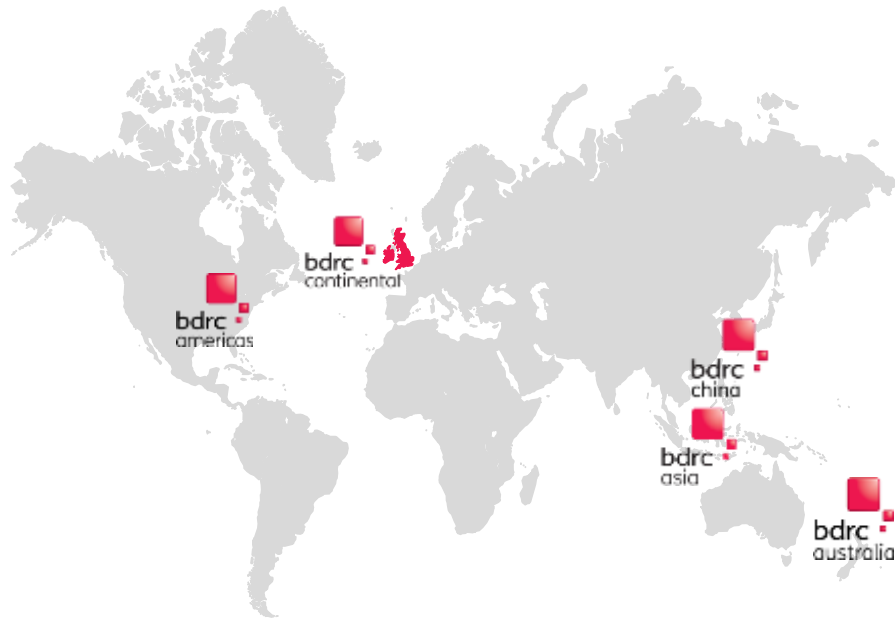 bdrc
continental
bdrc
americas
bdrc
china
bdrc
asia
bdrc
australia